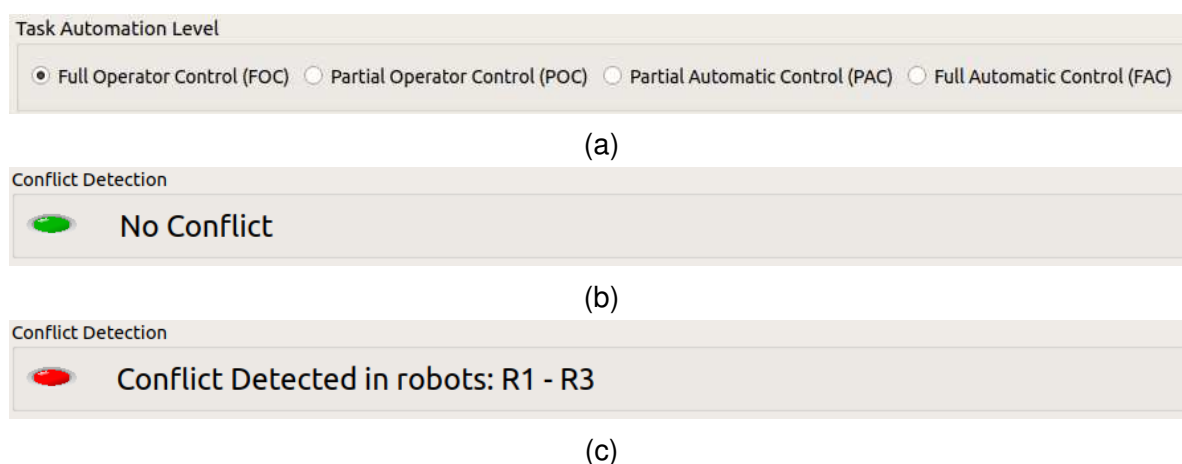 Task Automation Level
Full Operator Control (FOC) Partial Operator Control (POC) Partial Automatic Control (PAC) Full Automatic Control (FAC)
(a)
Conflict Detection
No Conflict
(b)
Conflict Detection
Conflict Detected in robots: R1 - R3
(c)